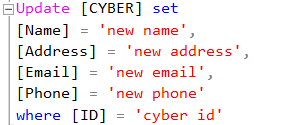 Update [CYBER] set
[Name] = 'new name',
[Address] = 'new address',
[Email] = 'new email',
[Phone] = 'new phone'
where [ID] = 'cyber id'